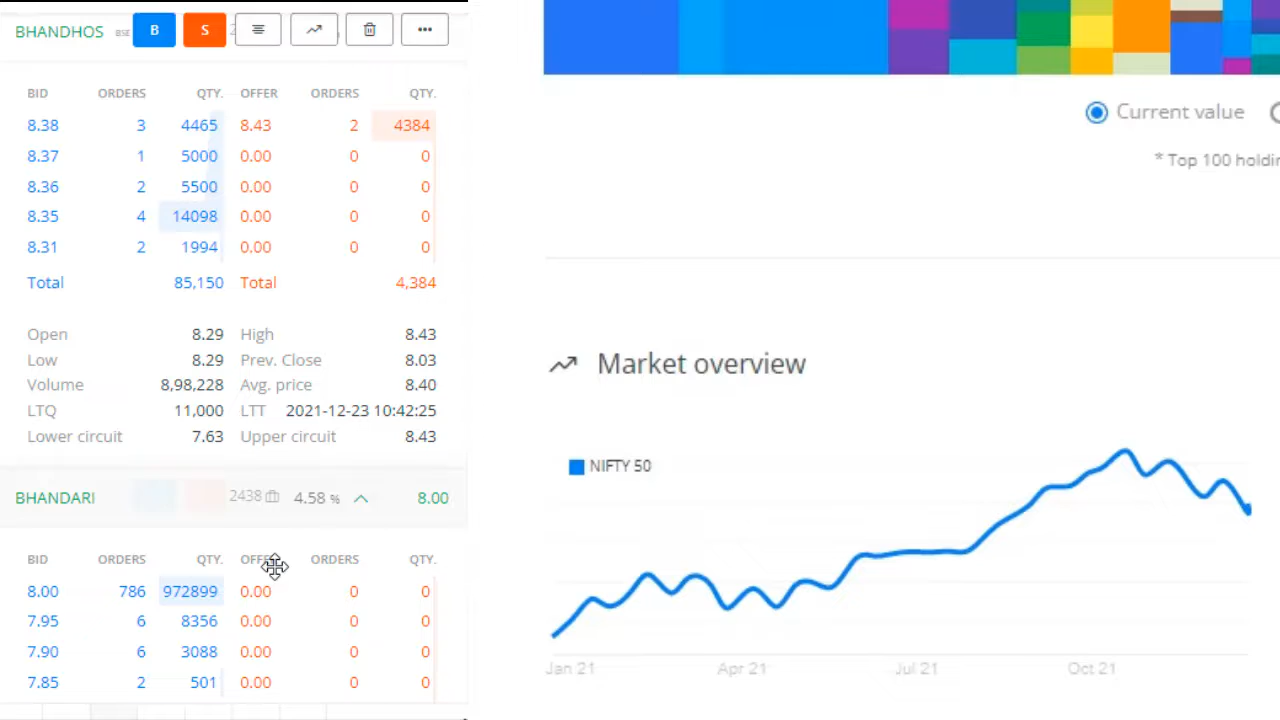 BHANDHOS BSE B S
BID ORDERS QTY. OFFER ORDERS QTY.
8.38 3 4465 8.43 2 4384
8.37 1 5000 0.00 0 0
8.36 2 5500 0.00 0 0
8.35 4 14098 0.00 0 0
8.31 2 1994 0.00 0 0
Total 85,150 Total 4,384
Open 8.29 High 8.43
Low 8.29 Prev. Close 8.03
Volume 8,98,228 Avg. price 8.40
LTQ 11,000 LTT 2021-12-23 10:42:25
Lower circuit 7.63 Upper circuit 8.43
BHANDARI 2438 4.58 % 8.00
BID ORDERS QTY. ORDERS QTY.
8.00 786 972899 0.00 0 0
7.95 6 8356 0.00 0 0
7.90 6 3088 0.00 0 0
7.85 2 501 0.00 0 0
Current value
* Top 100
Market overview
NIFTY 50
Jan 21 Apr 21 Jul 21 Oct 21